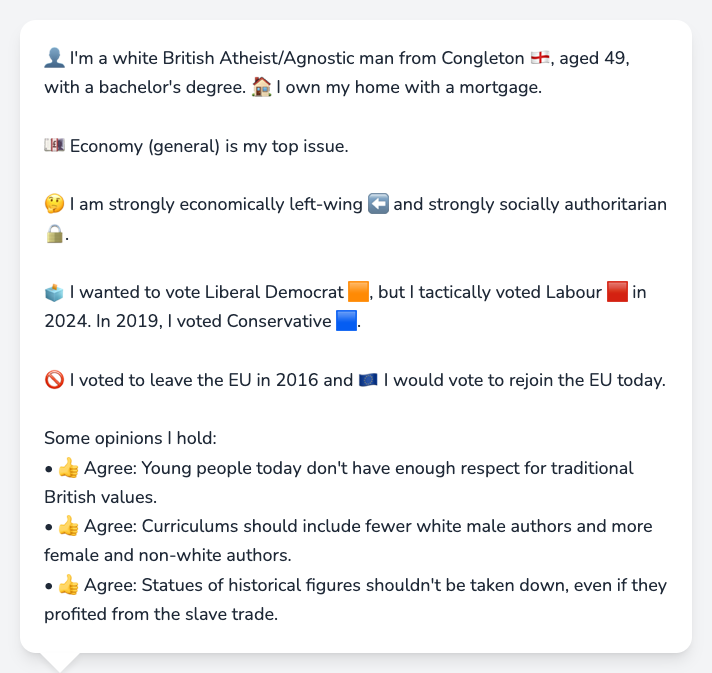 👤 I'm a white British Atheist/Agnostic man from Congleton 🏴󠁧󠁢󠁥󠁮󠁧󠁿, aged 49,
with a bachelor's degree. 🏠 I own my home with a mortgage.
💷 Economy (general) is my top issue.
🤔 I am strongly economically left-wing ⬅️ and strongly socially authoritarian
🔒.
🗳️ I wanted to vote Liberal Democrat 🟧, but I tactically voted Labour 🟥 in
2024. In 2019, I voted Conservative 🟦.
🚫 I voted to leave the EU in 2016 and 🇪🇺 I would vote to rejoin the EU today.
Some opinions I hold:
• 👍 Agree: Young people today don't have enough respect for traditional
British values.
• 👍 Agree: Curriculums should include fewer white male authors and more
female and non-white authors.
• 👍 Agree: Statues of historical figures shouldn't be taken down, even if they
profited from the slave trade.